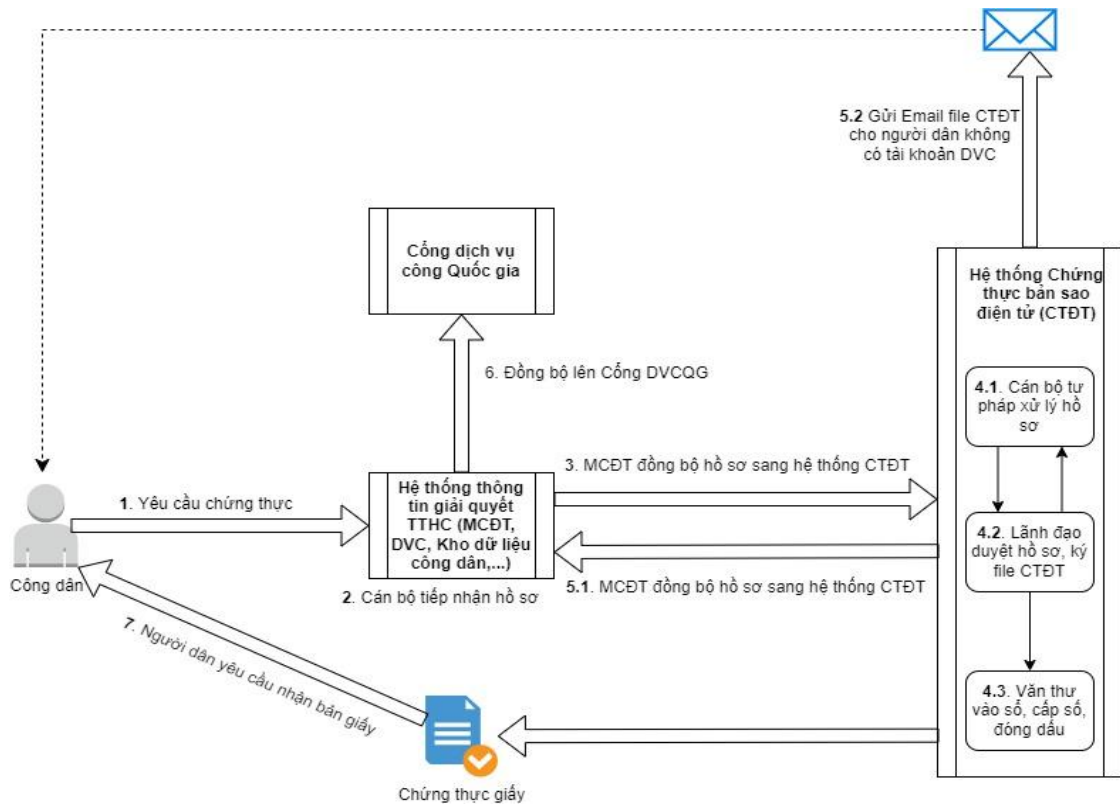 5.2 Gửi Email file CTĐT
cho người dân không
có tài khoản DVC
Cổng dịch vụ
công Quốc gia
Hệ thống Chứng
thực bản sao
điện tử (CTĐT)
6. Đồng bộ lên Cổng DVCQG
4.1. Cán bộ tư
pháp xử lý hồ
sơ
3. MCĐT đồng bộ hồ sơ sang hệ thống CTĐT
1. Yêu cầu chứng thực
Hệ thống thông
tin giải quyết
TTHC (MCĐT,
DVC, Kho dữ liệu
công dân,...)
4.2. Lãnh đạo
duyệt hồ sơ, ký
file CTĐT
Công dân
2. Cán bộ tiếp nhận hồ sơ
5.1. MCĐT đồng bộ hồ sơ sang hệ thống CTĐT
7. Người dân yêu cầu nhận bản giấy
4.3. Văn thư
vào sổ, cấp số,
đóng dấu
Chứng thực giấy